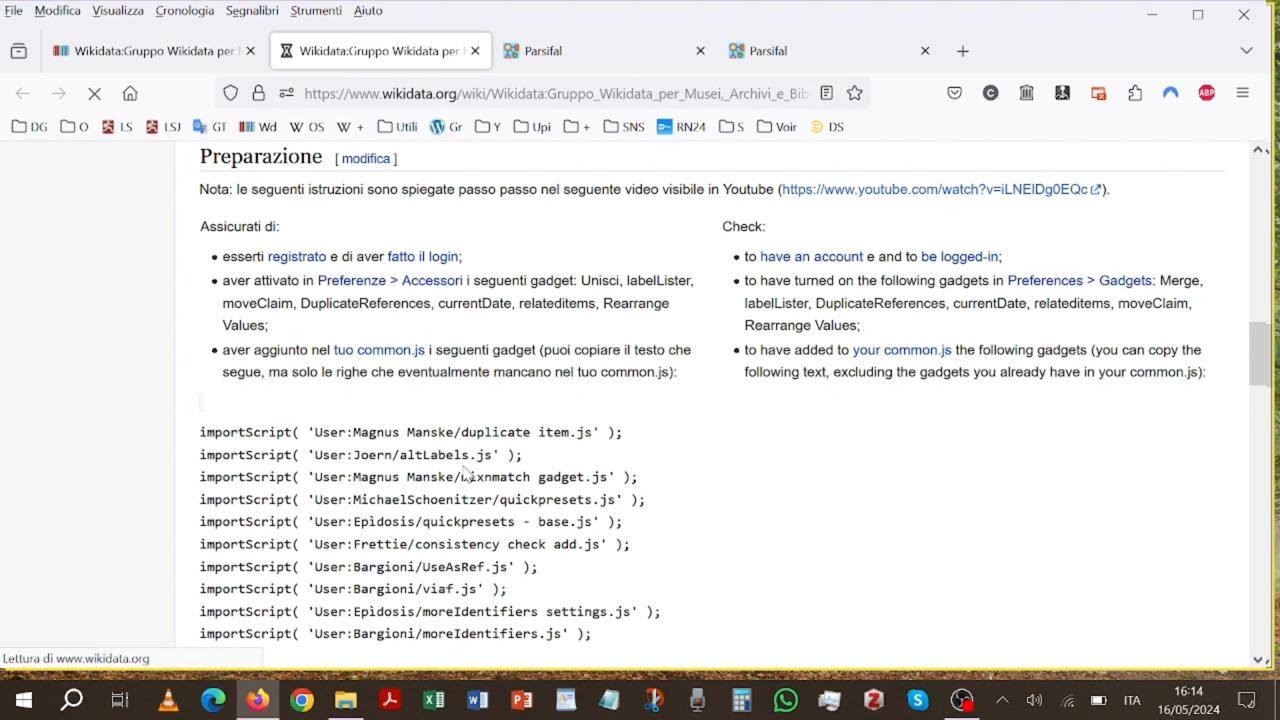 File Modifica Visualizza Cronologia Segnalibri Strumenti Aiuto
Wikidata:Gruppo Wikidata per
Wikidata:Gruppo Wikidata per
Parsifal
Parsifal
https://www.wikidata.org/wiki/Wikidata:Gruppo_Wikidata_per_Musei,_Archivi_e_Bib
ABP
DG O LS LSJ GT Wd OS + Utili Gr Y Upi + SNS RN24 S Voir DS
Preparazione [ modifica ]
Nota: le seguenti istruzioni sono spiegate passo passo nel seguente video visibile in Youtube (https://www.youtube.com/watch?v=iLNElDg0EQc).
Assicurati di:
esserti registrato e di aver fatto il login;
aver attivato in Preferenze > Accessori i seguenti gadget: Unisci, labelLister,
moveClaim, DuplicateReferences, currentDate, relateditems, Rearrange
Values;
aver aggiunto nel tuo common.js i seguenti gadget (puoi copiare il testo che
segue, ma solo le righe che eventualmente mancano nel tuo common.js):
Check:
to have an account e and to be logged-in;
to have turned on the following gadgets in Preferences > Gadgets: Merge,
labelLister, DuplicateReferences, currentDate, relateditems, moveClaim,
Rearrange Values;
to have added to your common.js the following gadgets (you can copy the
following text, excluding the gadgets you already have in your common.js):
importScript( 'User:Magnus Manske/duplicate item.js' );
importScript( 'User:Joern/altLabels.js' );
importScript( 'User:Magnus Manske/mixnmatch gadget.js' );
importScript( 'User:MichaelSchoenitzer/quickpresets.js' );
importScript( 'User:Epìdosis/quickpresets - base.js' );
importScript( 'User:Frettie/consistency check add.js' );
importScript( 'User:Bargioni/UseAsRef.js' );
importScript( 'User:Bargioni/viaf.js' );
importScript( 'User:Epìdosis/moreIdentifiers settings.js' );
importScript( 'User:Bargioni/moreIdentifiers.js' );
Lettura di www.wikidata.org
ITA
16:14
16/05/2024